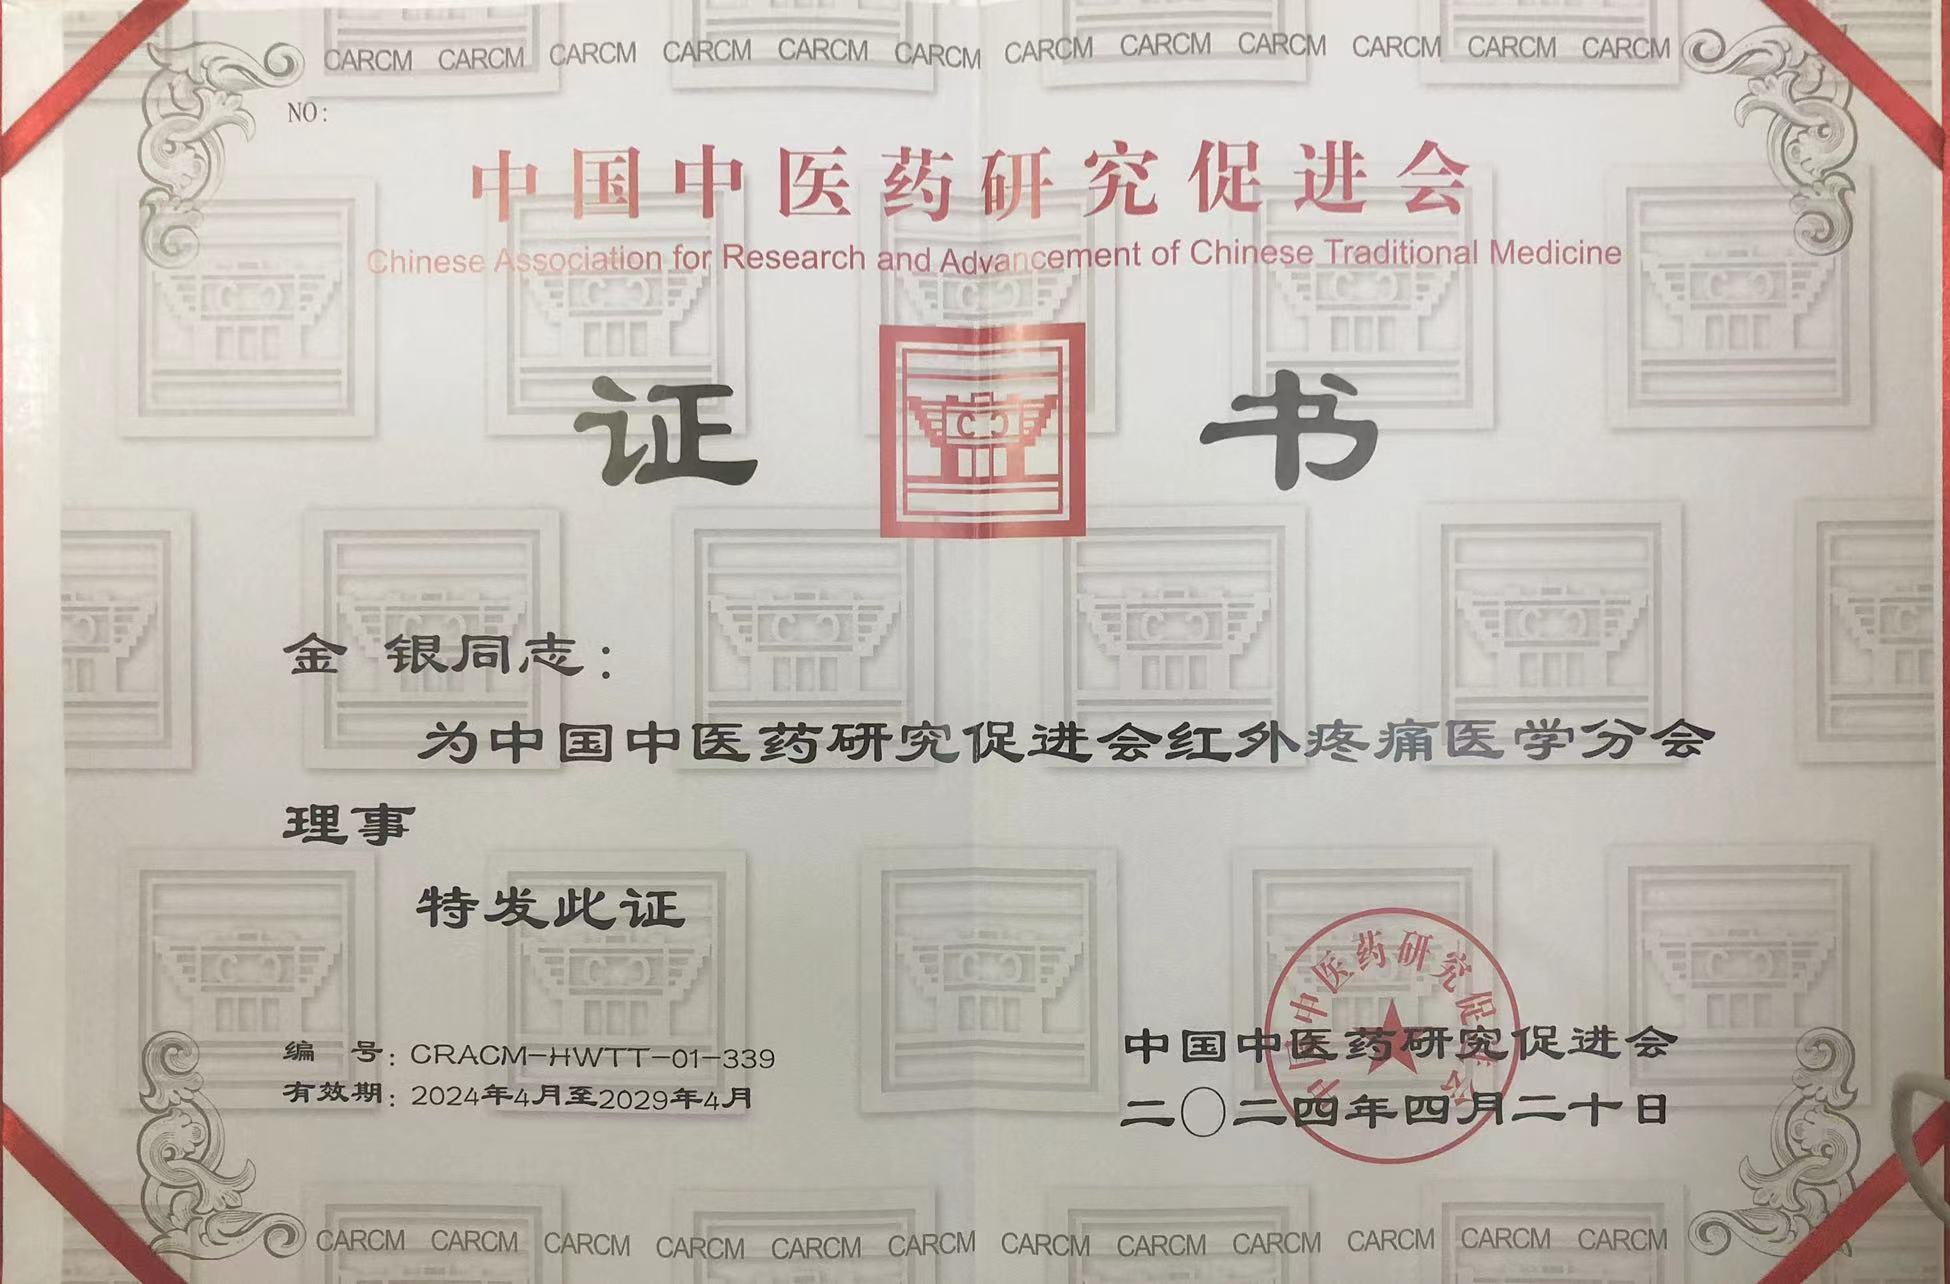 CARCM CARCM CARCM CARCM CARCM CARCM CARCM CARCM CARCM CARCM CARCM CARCM
NO:
中国中医药研究促进会
Chinese Association for Research and Advancement of Chinese Traditional Medicine
证 书
金 银同志：
为中国中医药研究促进会红外疼痛医学分会
理事
特发此证
编 号：CRACM-HWTT-01-339
有效期：2024年4月至2029年4月
中国中医药研究促进会
二〇二四年四月二十日
中国中医药研究促进会
CARCM CARCM CARCM CARCM CARCM CARCM CARCM CARCM CARCM CARCM CARCM CARCM